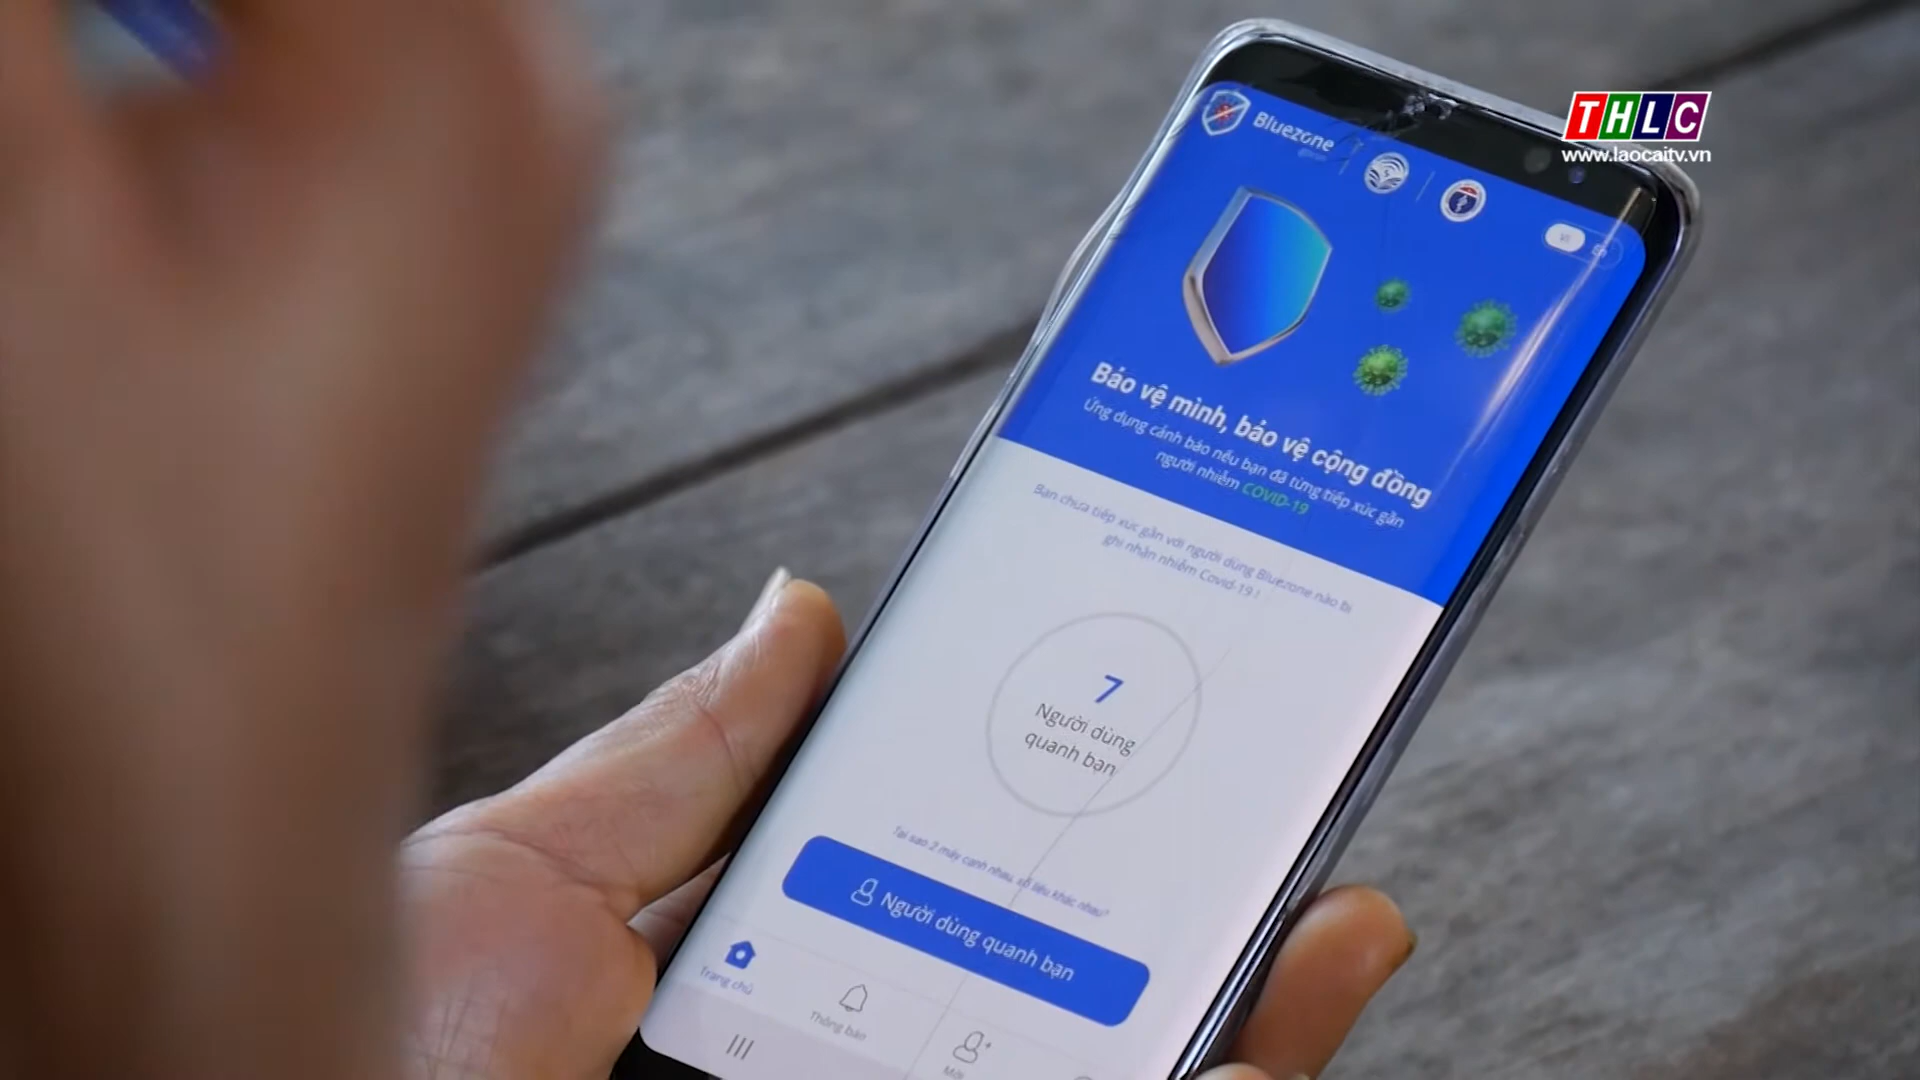 THLC
www.laocaitv.vn
Bluezone
Bảo vệ mình, bảo vệ cộng đồng
Ứng dụng cảnh báo nếu bạn đã từng tiếp xúc gần
người nhiễm COVID-19
Bạn chưa tiếp xúc gần với người dùng Bluezone nào bị
ghi nhận nhiễm Covid-19 !
7
Người dùng
quanh bạn
Tại sao 2 máy cạnh nhau, số liệu khác nhau?
Người dùng quanh bạn
Trang chủ
Thông báo
Mời